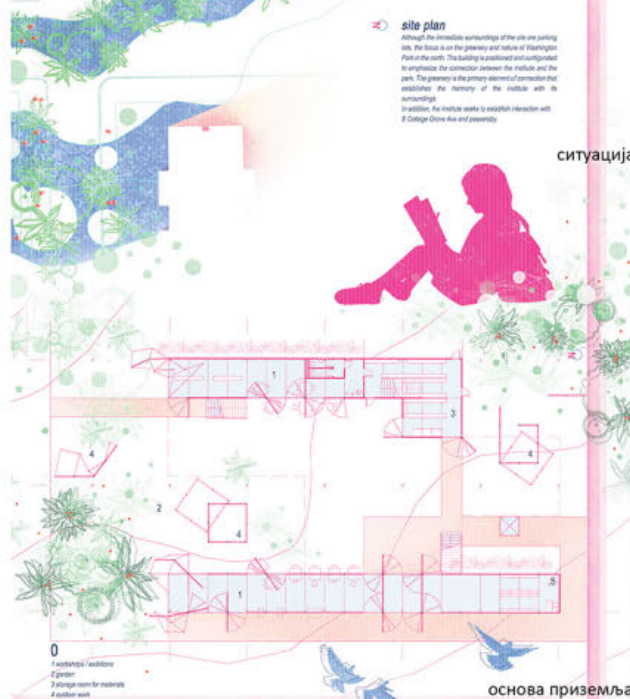 N
site plan
Although the immediate surroundings of the site are parking
lots, the focus is on the greenery and nature of Washington
Park in the north. The building is positioned and configurated
to emphasize the connection between the institute and the
park. The greenery is the primary element of connection that
establishes the harmony of the institute with its
surroundings.
In addition, the institute seeks to establish interaction with
S Cottage Grove Ave and passersby.
ситуација
N
1
3
4
4
2
4
1
5
0
1 workshops / exhibitions
2 garden
3 storage room for materials
4 outdoor work
основа приземља